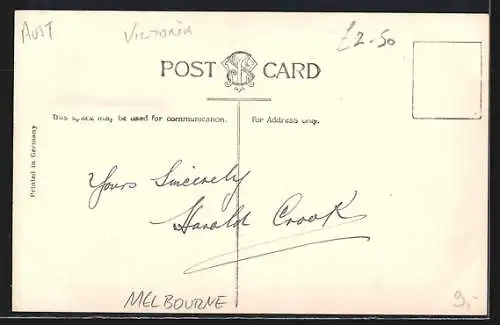 AUST
VICTORIA
£2-50
POST CARD
This space may be used for communication.
For Address only.
Printed in Germany
Yours Sincerely
Harald Crook
MELBOURNE
9,-